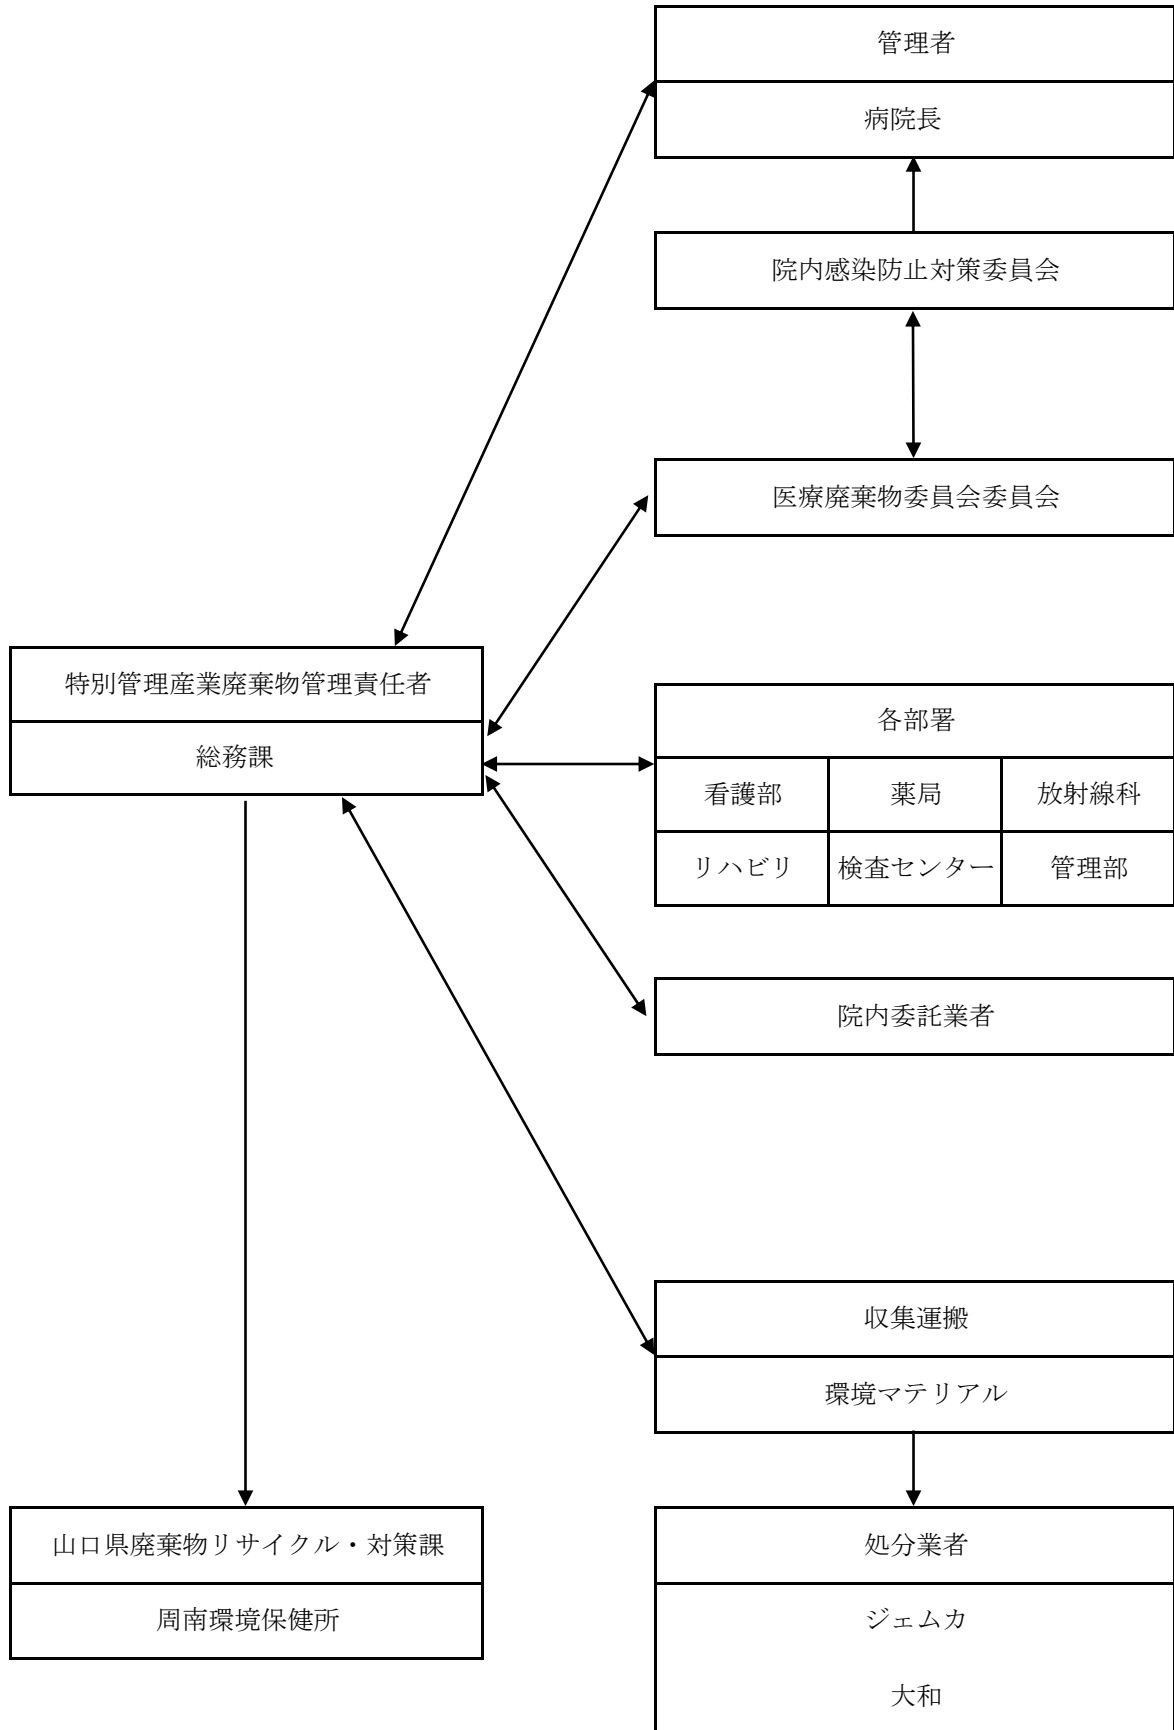 管理者
病院長
院内感染防止対策委員会
医療廃棄物委員会委員会
特別管理産業廃棄物管理責任者
総務課
各部署
看護部 薬局 放射線科
リハビリ 検査センター 管理部
院内委託業者
収集運搬
環境マテリアル
山口県廃棄物リサイクル・対策課
周南環境保健所
処分業者
ジェムカ
大和